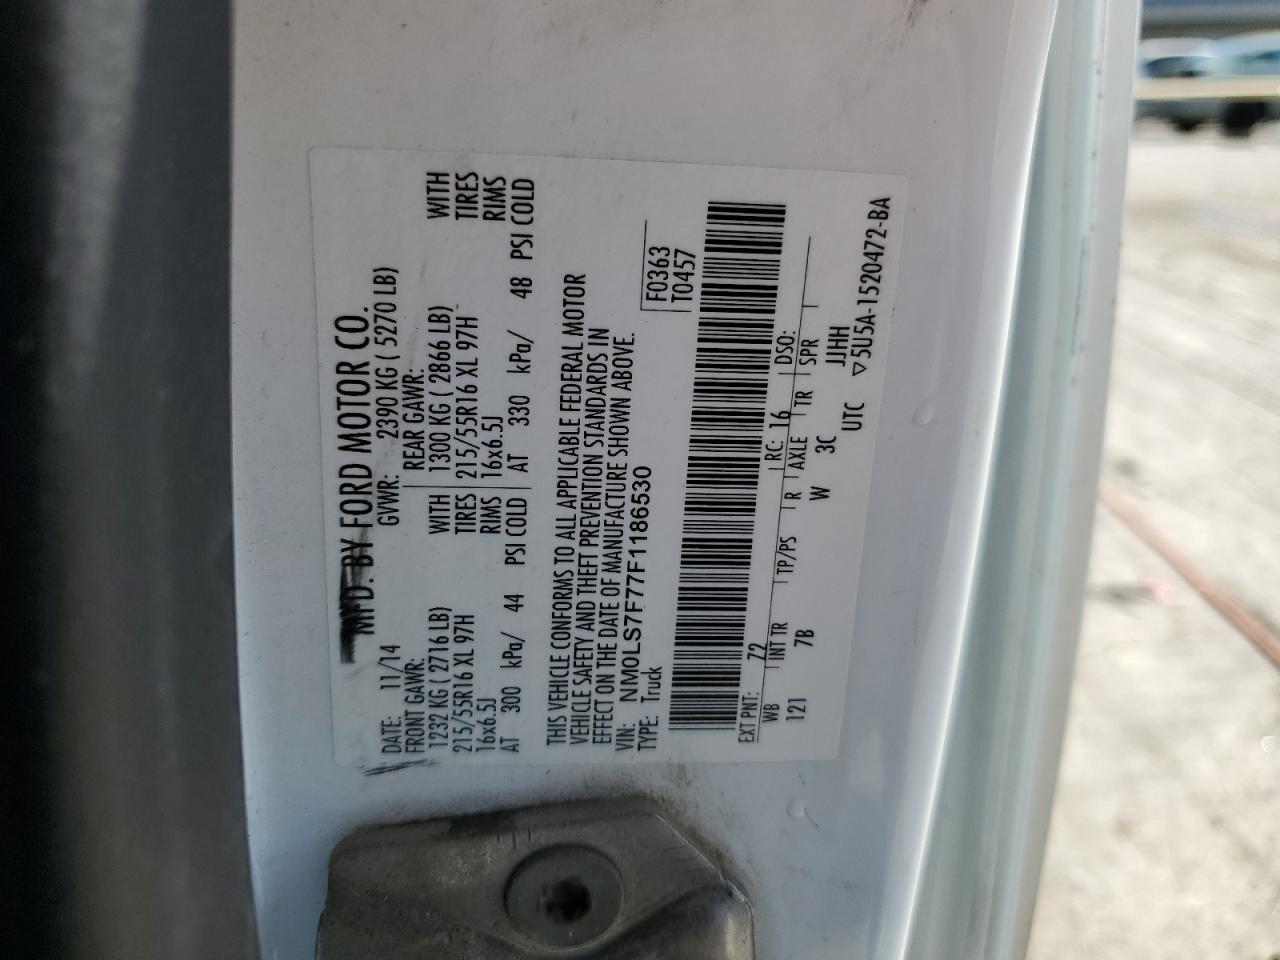 MFD. BY FORD MOTOR CO.
DATE: 11/14 GVWR: 2390 KG ( 5270 LB)
FRONT GAWR: REAR GAWR:
1232 KG ( 2716 LB) WITH 1300 KG ( 2866 LB) WITH
215/55R16 XL 97H TIRES 215/55R16 XL 97H TIRES
16x6.5J RIMS 16x6.5J RIMS
AT 300 kPa/ 44 PSI COLD AT 330 kPa/ 48 PSI COLD
THIS VEHICLE CONFORMS TO ALL APPLICABLE FEDERAL MOTOR
VEHICLE SAFETY AND THEFT PREVENTION STANDARDS IN
EFFECT ON THE DATE OF MANUFACTURE SHOWN ABOVE.
VIN: NM0LS7F77F1186530 F0363
TYPE: Truck T0457
EXT PNT: 72 RC: 16 DSO:
WB INT TR TP/PS R AXLE TR SPR
121 7B W 3C JJHH
UTC ▽5U5A-1520472-BA